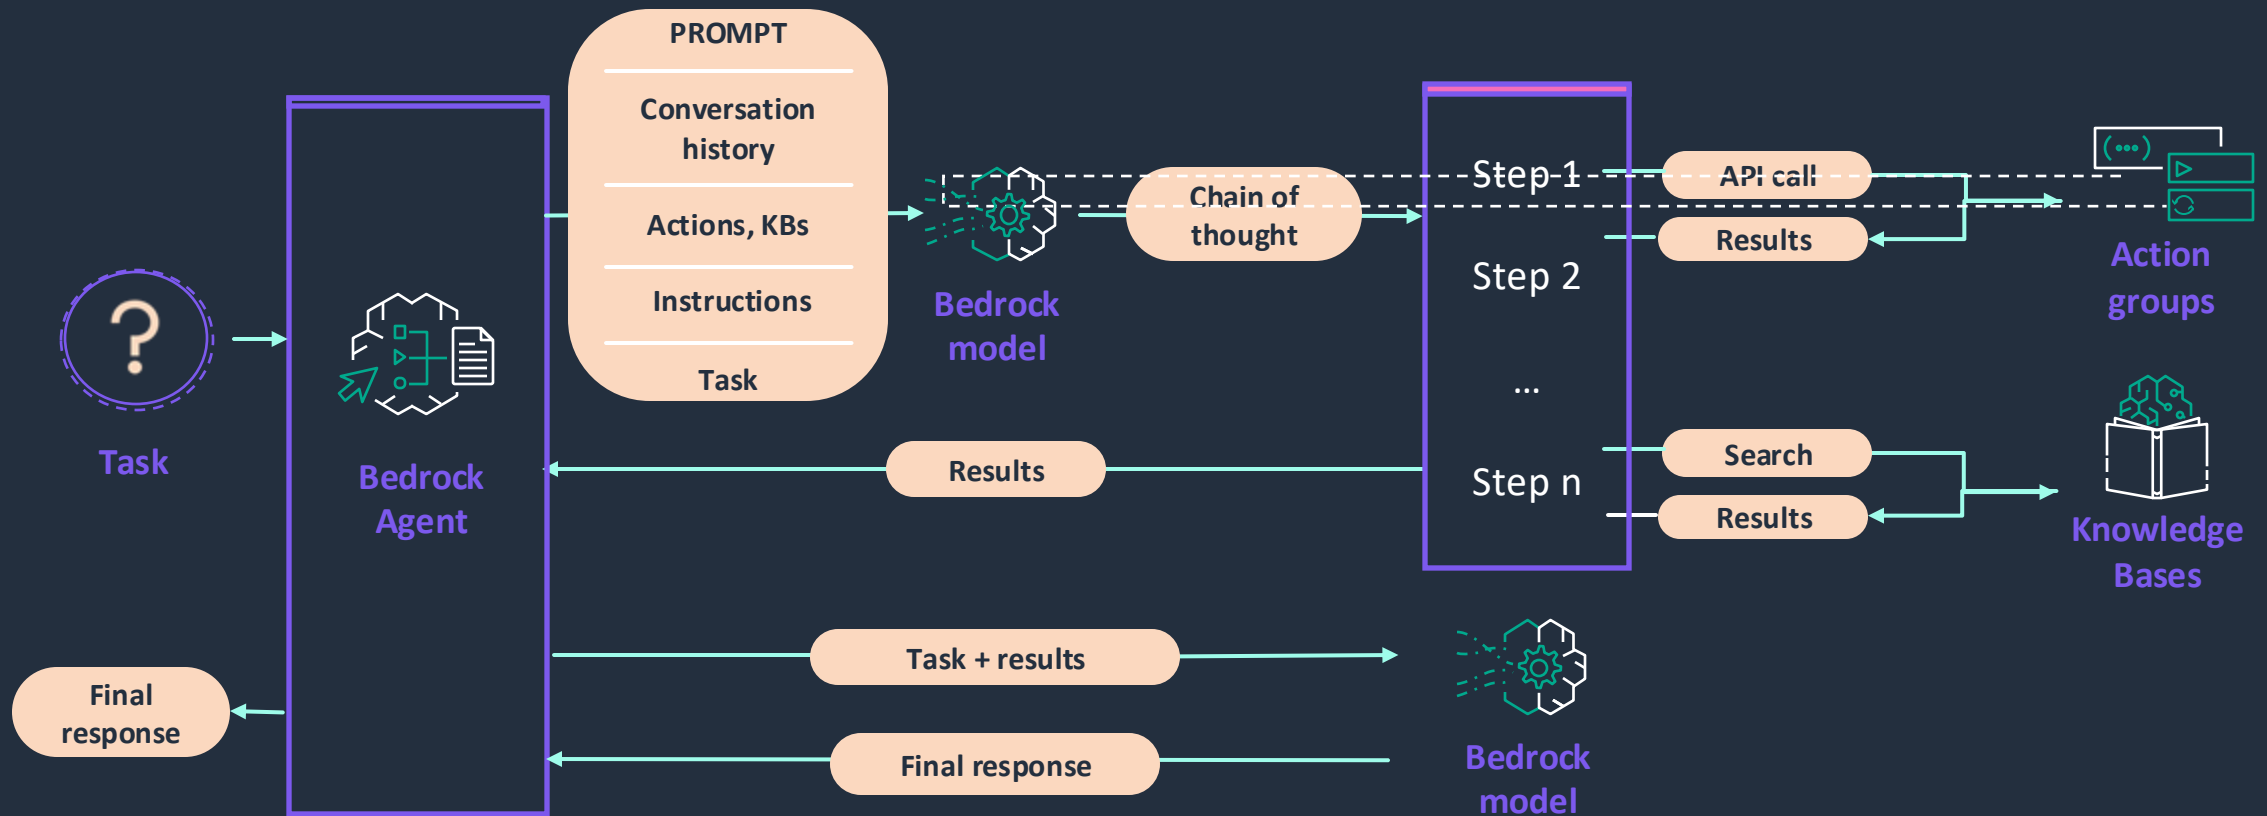 PROMPT
Conversation
history
Actions, KBs
Instructions
Task
Task
Bedrock
Agent
Bedrock
model
Chain of
thought
Step 1
Step 2
...
Step n
API call
Results
Action
groups
Search
Results
Knowledge
Bases
Results
Task + results
Final response
Bedrock
model
Final
response